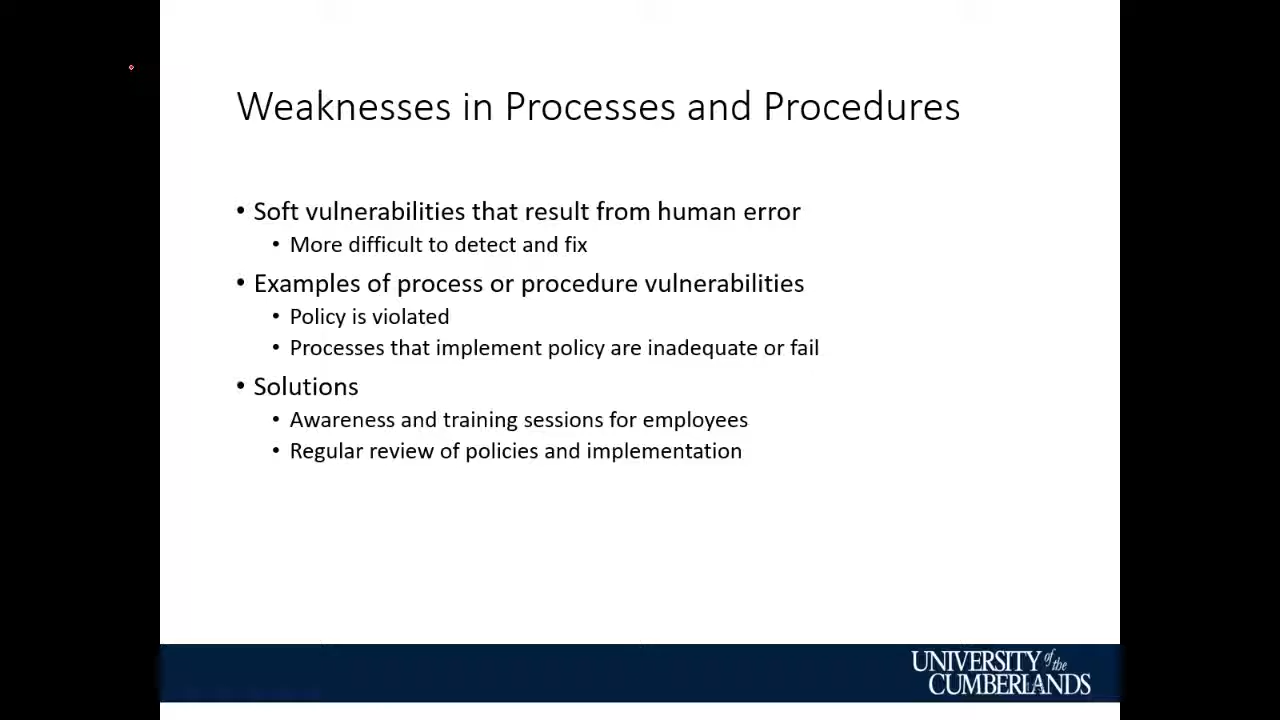 Weaknesses in Processes and Procedures
• Soft vulnerabilities that result from human error
• More difficult to detect and fix
• Examples of process or procedure vulnerabilities
• Policy is violated
• Processes that implement policy are inadequate or fail
• Solutions
• Awareness and training sessions for employees
• Regular review of policies and implementation
UNIVERSITY of the
CUMBERLANDS